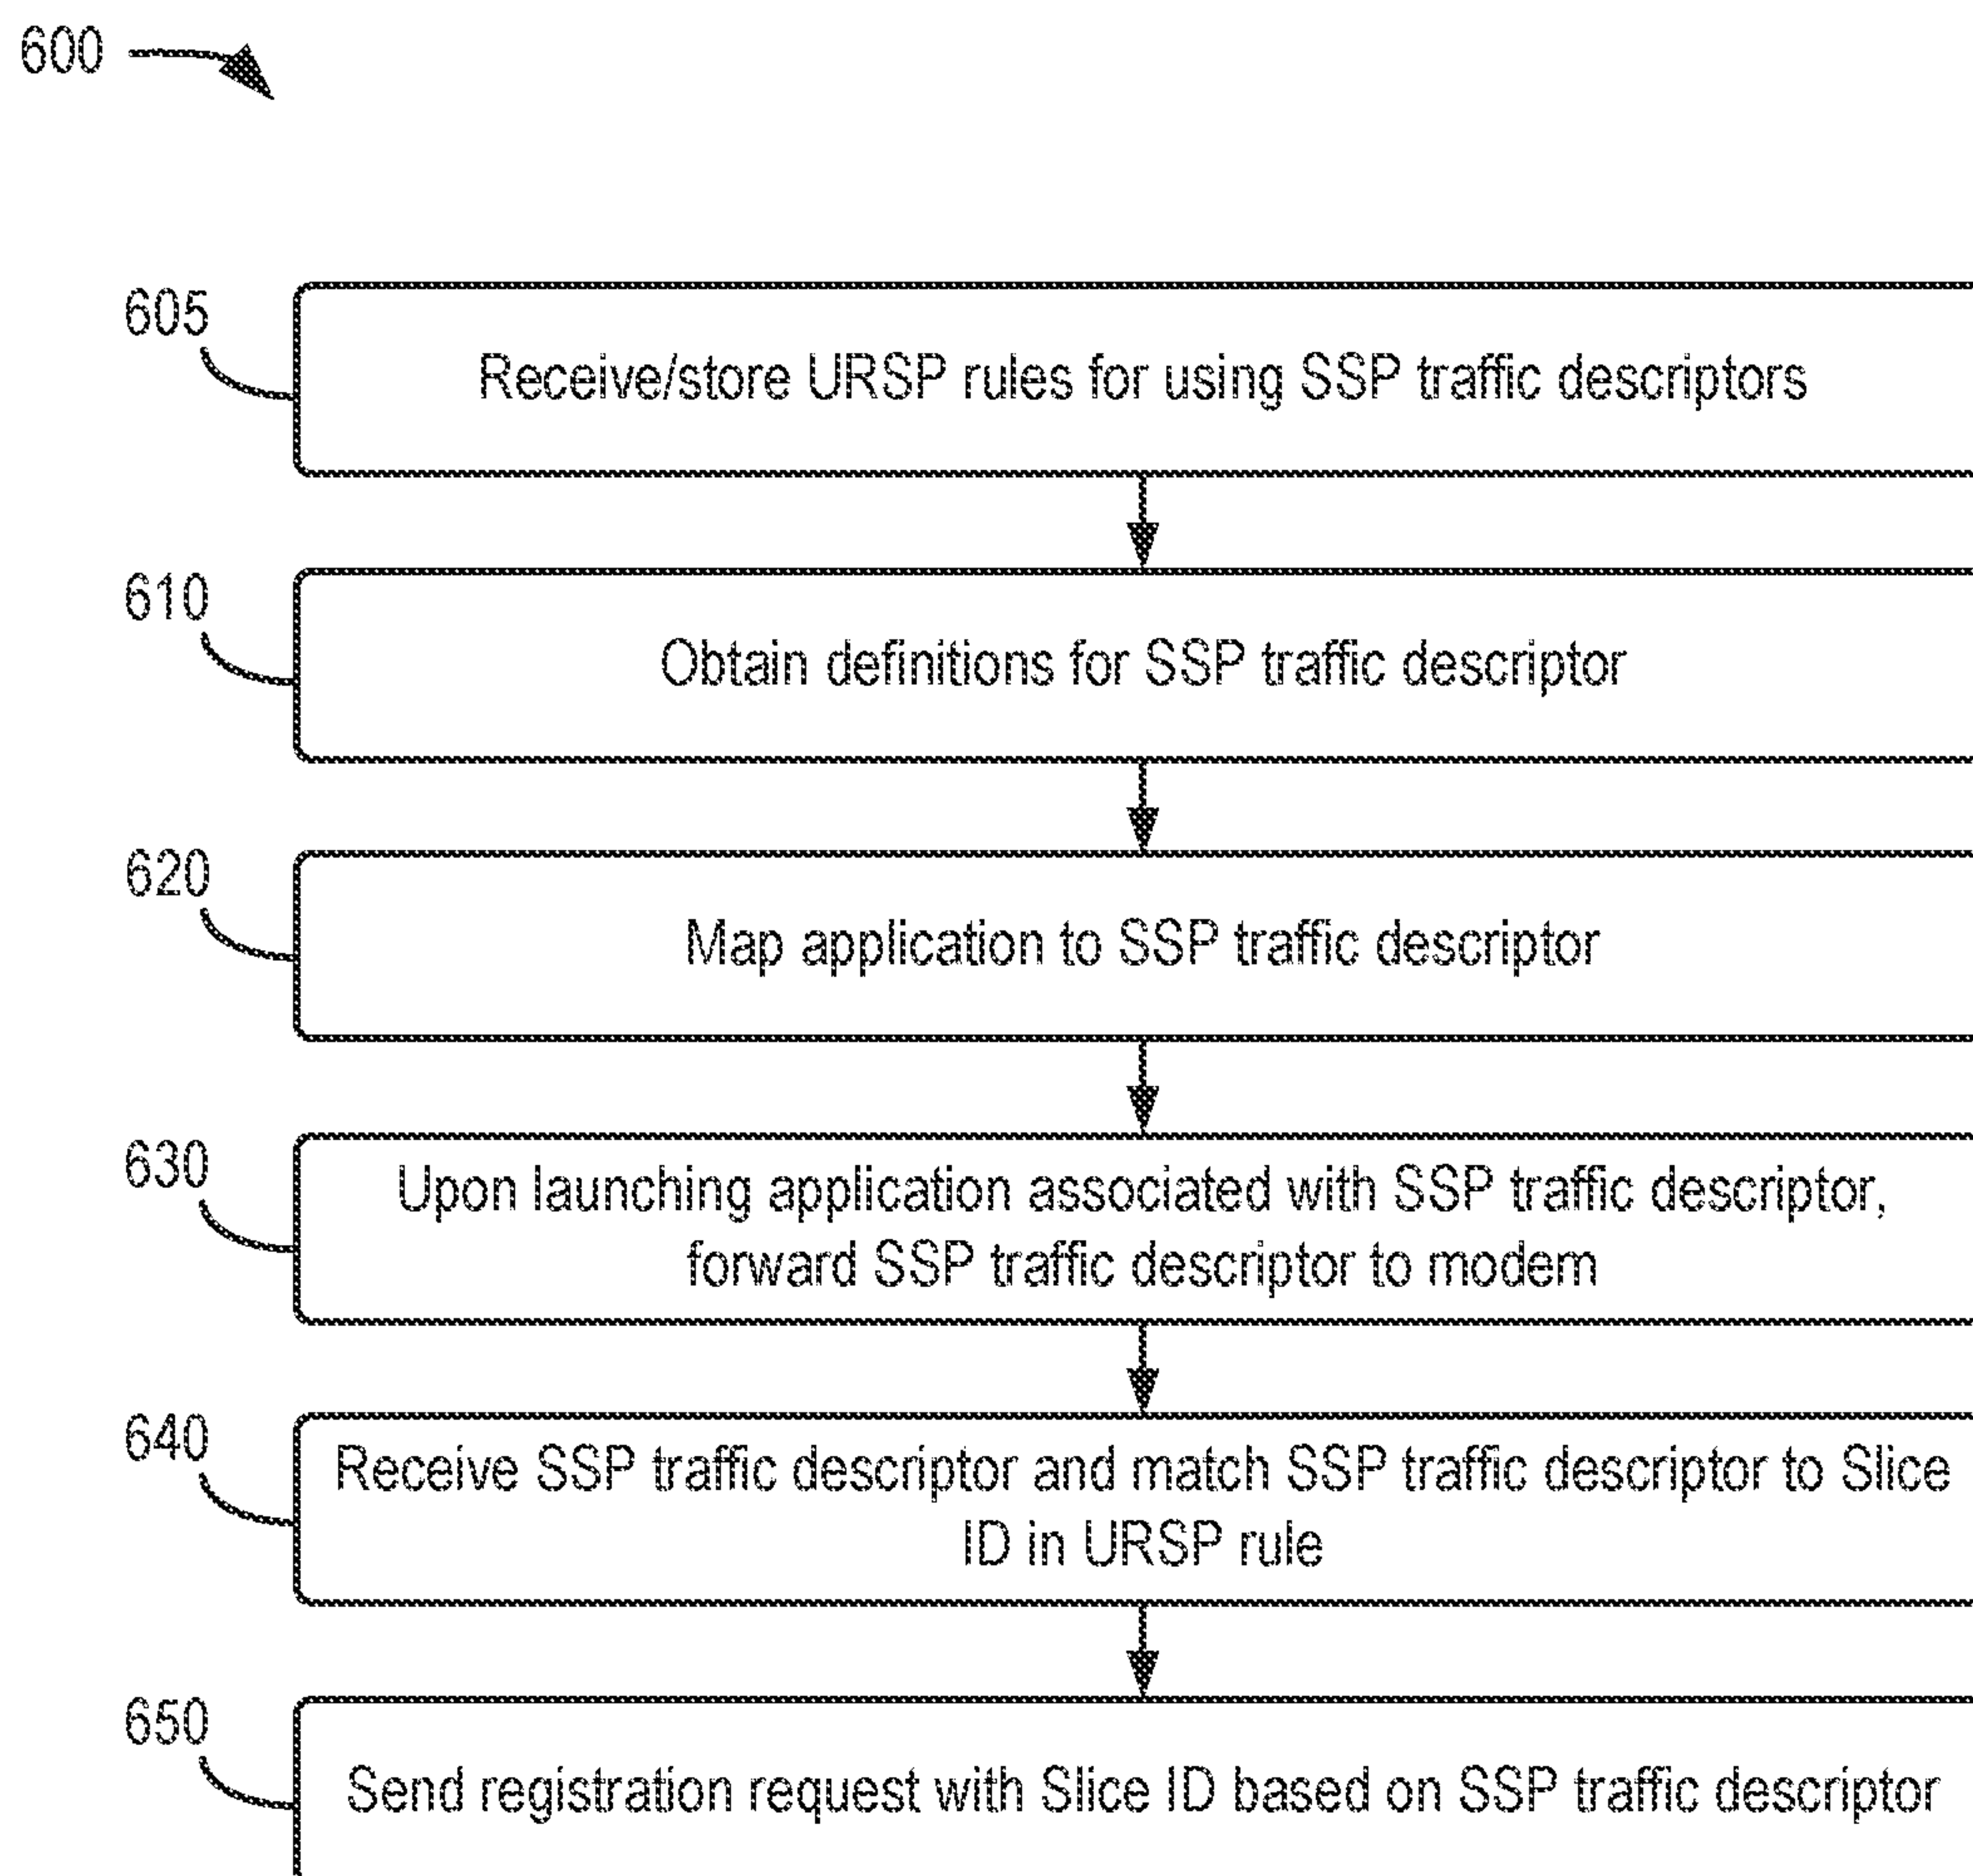 600
605
Receive/store URSP rules for using SSP traffic descriptors
610
Obtain definitions for SSP traffic descriptor
620
Map application to SSP traffic descriptor
630
Upon launching application associated with SSP traffic descriptor,
forward SSP traffic descriptor to modem
640
Receive SSP traffic descriptor and match SSP traffic descriptor to Slice
ID in URSP rule
650
Send registration request with Slice ID based on SSP traffic descriptor